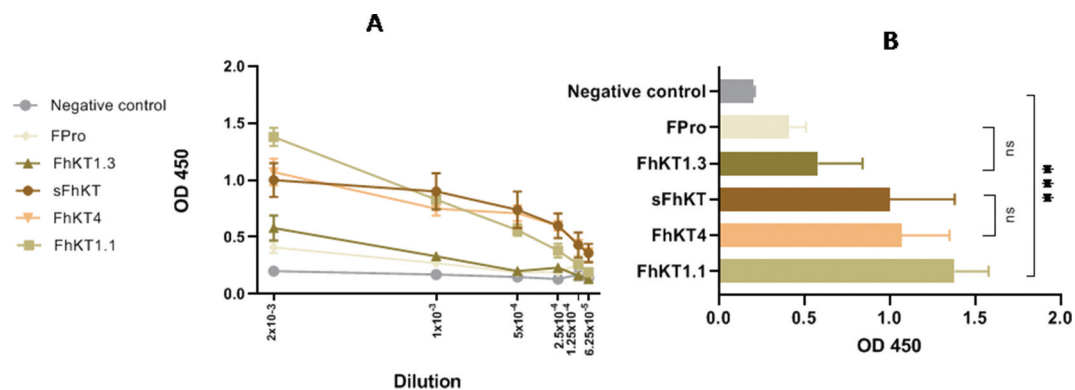 A
B
Negative control
FPro
FhKT1.3
sFhKT
FhKT4
FhKT1.1
OD 450
2.0
1.5
1.0
0.5
0.0
2x10-3
1x10-3
5x10-4
2.5x10-4
1.25x10-4
6.25x10-5
Dilution
Negative control
FPro
FhKT1.3
sFhKT
FhKT4
FhKT1.1
ns
ns
***
0.0 0.5 1.0 1.5 2.0
OD 450